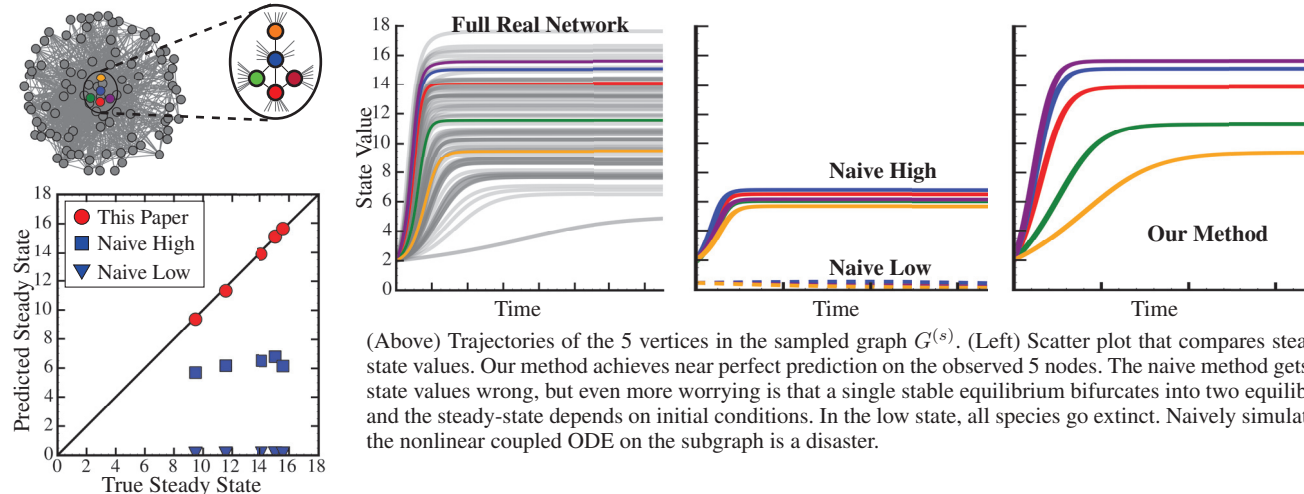 Full Real Network
State Value
18
16
14
12
10
8
6
4
2
0
Time
Naive High
Naive Low
Time
Our Method
Time
18
16
14
12
10
8
6
4
2
0
This Paper
Naive High
Naive Low
Predicted Steady State
0 2 4 6 8 10 12 14 16 18
True Steady State
(Above) Trajectories of the 5 vertices in the sampled graph G(s). (Left) Scatter plot that compares
state values. Our method achieves near perfect prediction on the observed 5 nodes. The naive method gets
state values wrong, but even more worrying is that a single stable equilibrium bifurcates into two
and the steady-state depends on initial conditions. In the low state, all species go extinct. Naively
the nonlinear coupled ODE on the subgraph is a disaster.